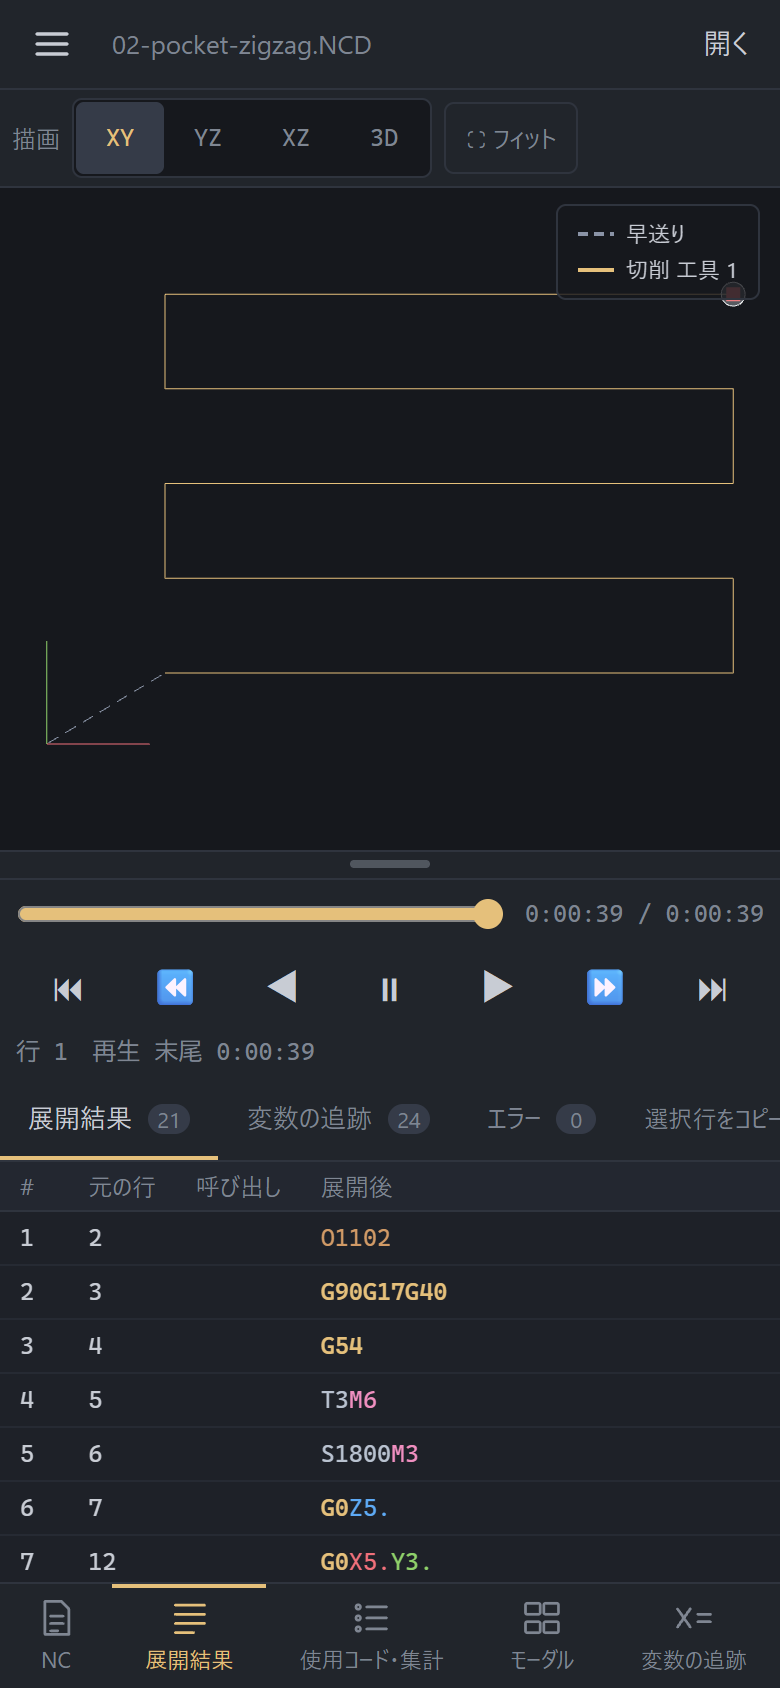 02-pocket-zigzag.NCD
開く
描画 XY YZ XZ 3D フィット
早送り
切削 工具 1
0:00:39 / 0:00:39
行 1 再生 末尾 0:00:39
展開結果 21 変数の追跡 24 エラー 0 選択行をコピー
# 元の行 呼び出し 展開後
1 2 O1102
2 3 G90G17G40
3 4 G54
4 5 T3M6
5 6 S1800M3
6 7 G0Z5.
7 12 G0X5.Y3.
NC 展開結果 使用コード・集計 モーダル X= 変数の追跡